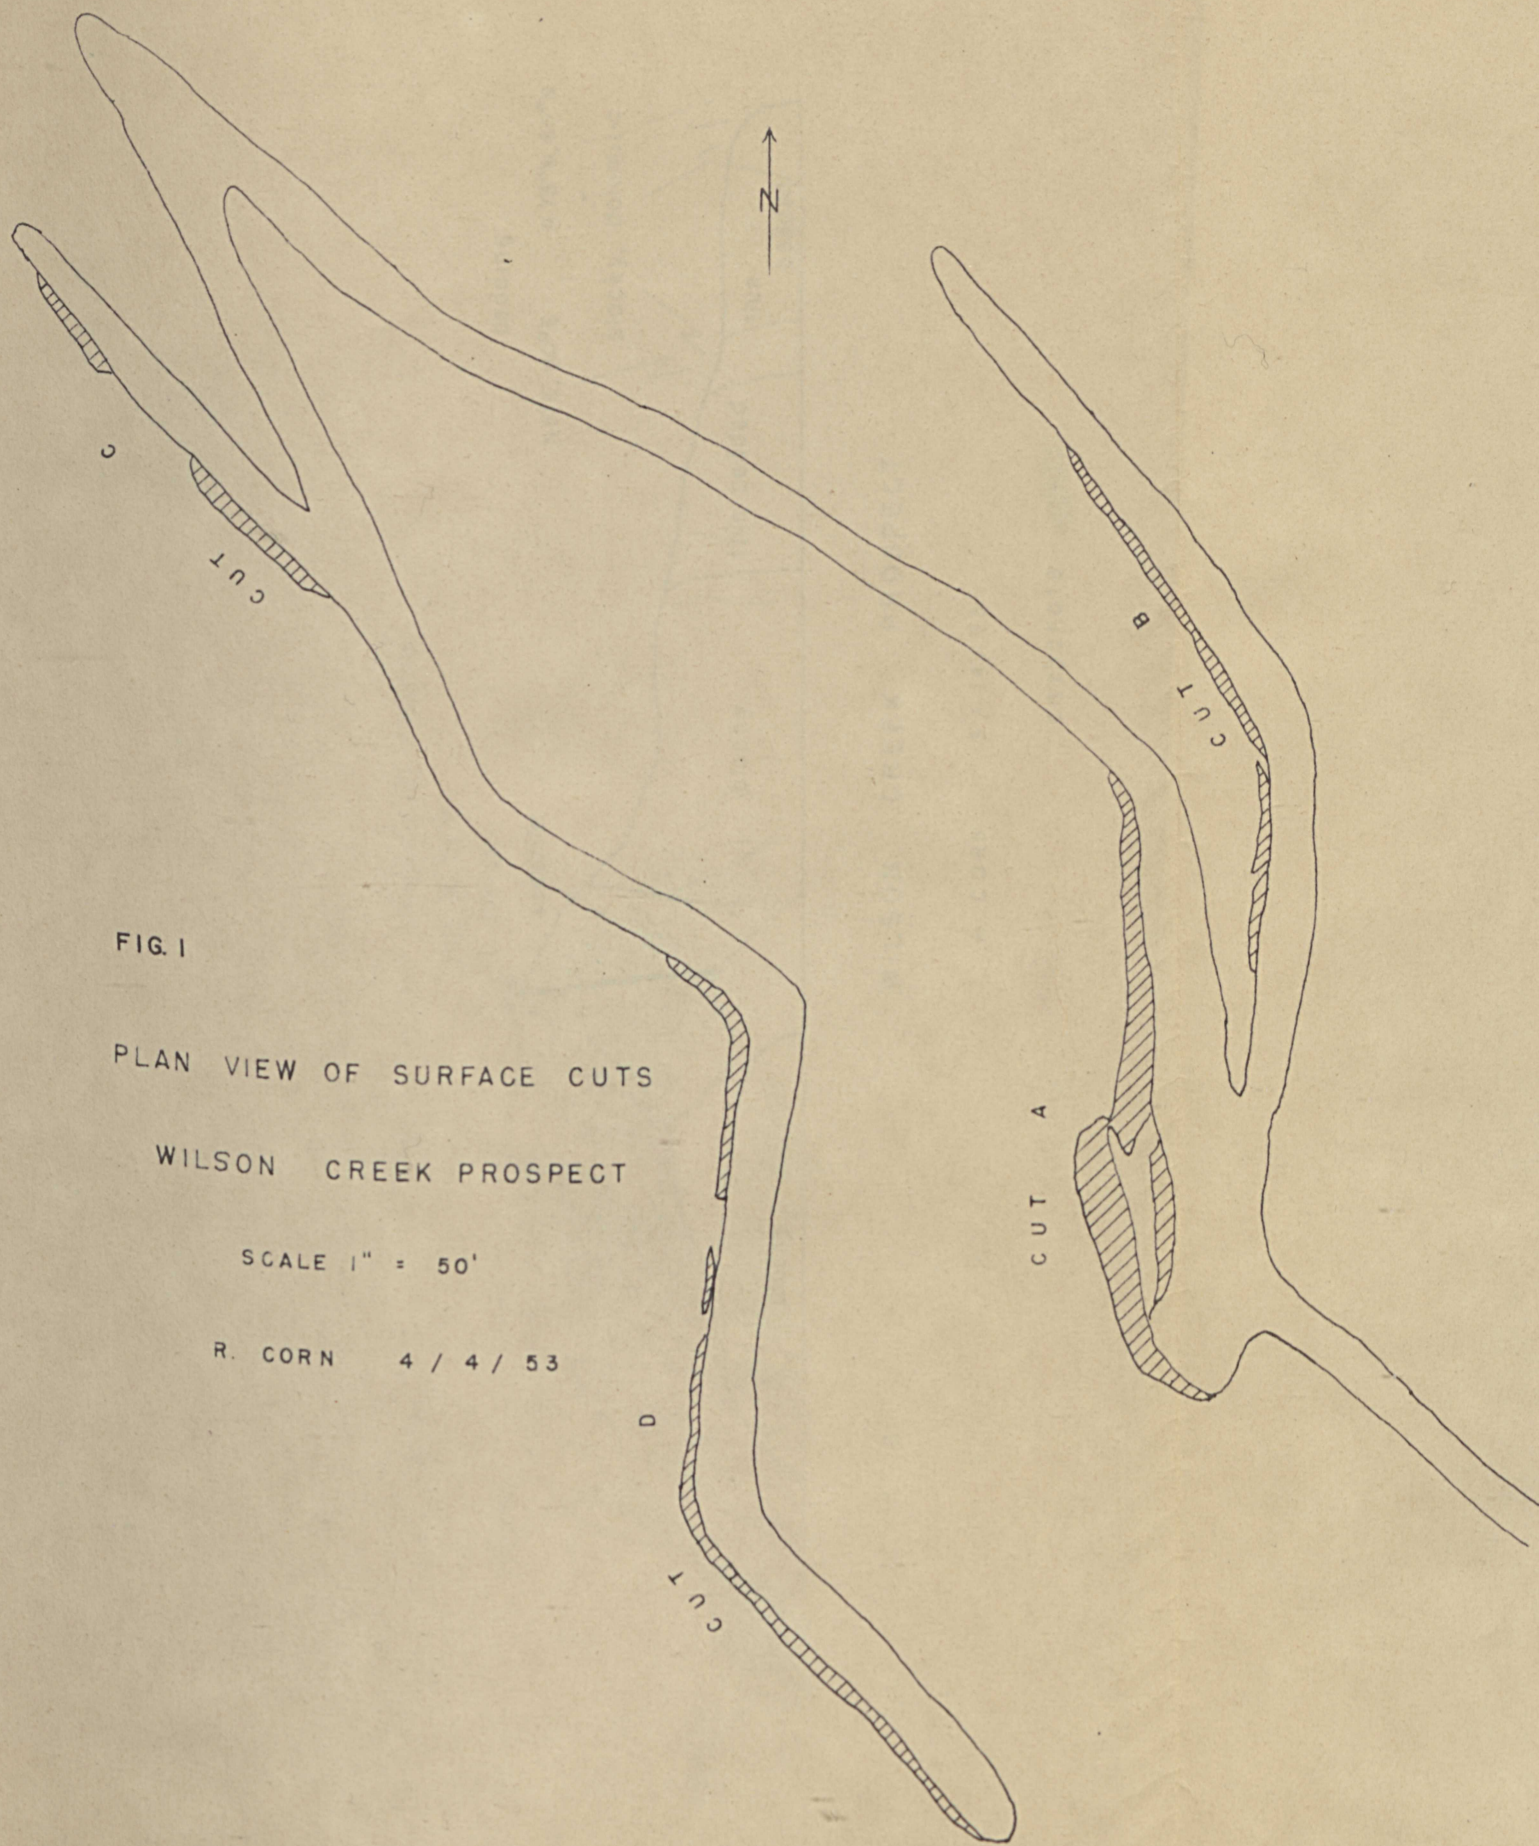 N
CUT C
CUT B
FIG. 1
PLAN VIEW OF SURFACE CUTS
WILSON CREEK PROSPECT
SCALE 1" = 50'
R. CORN 4 / 4 / 53
CUT A
CUT D